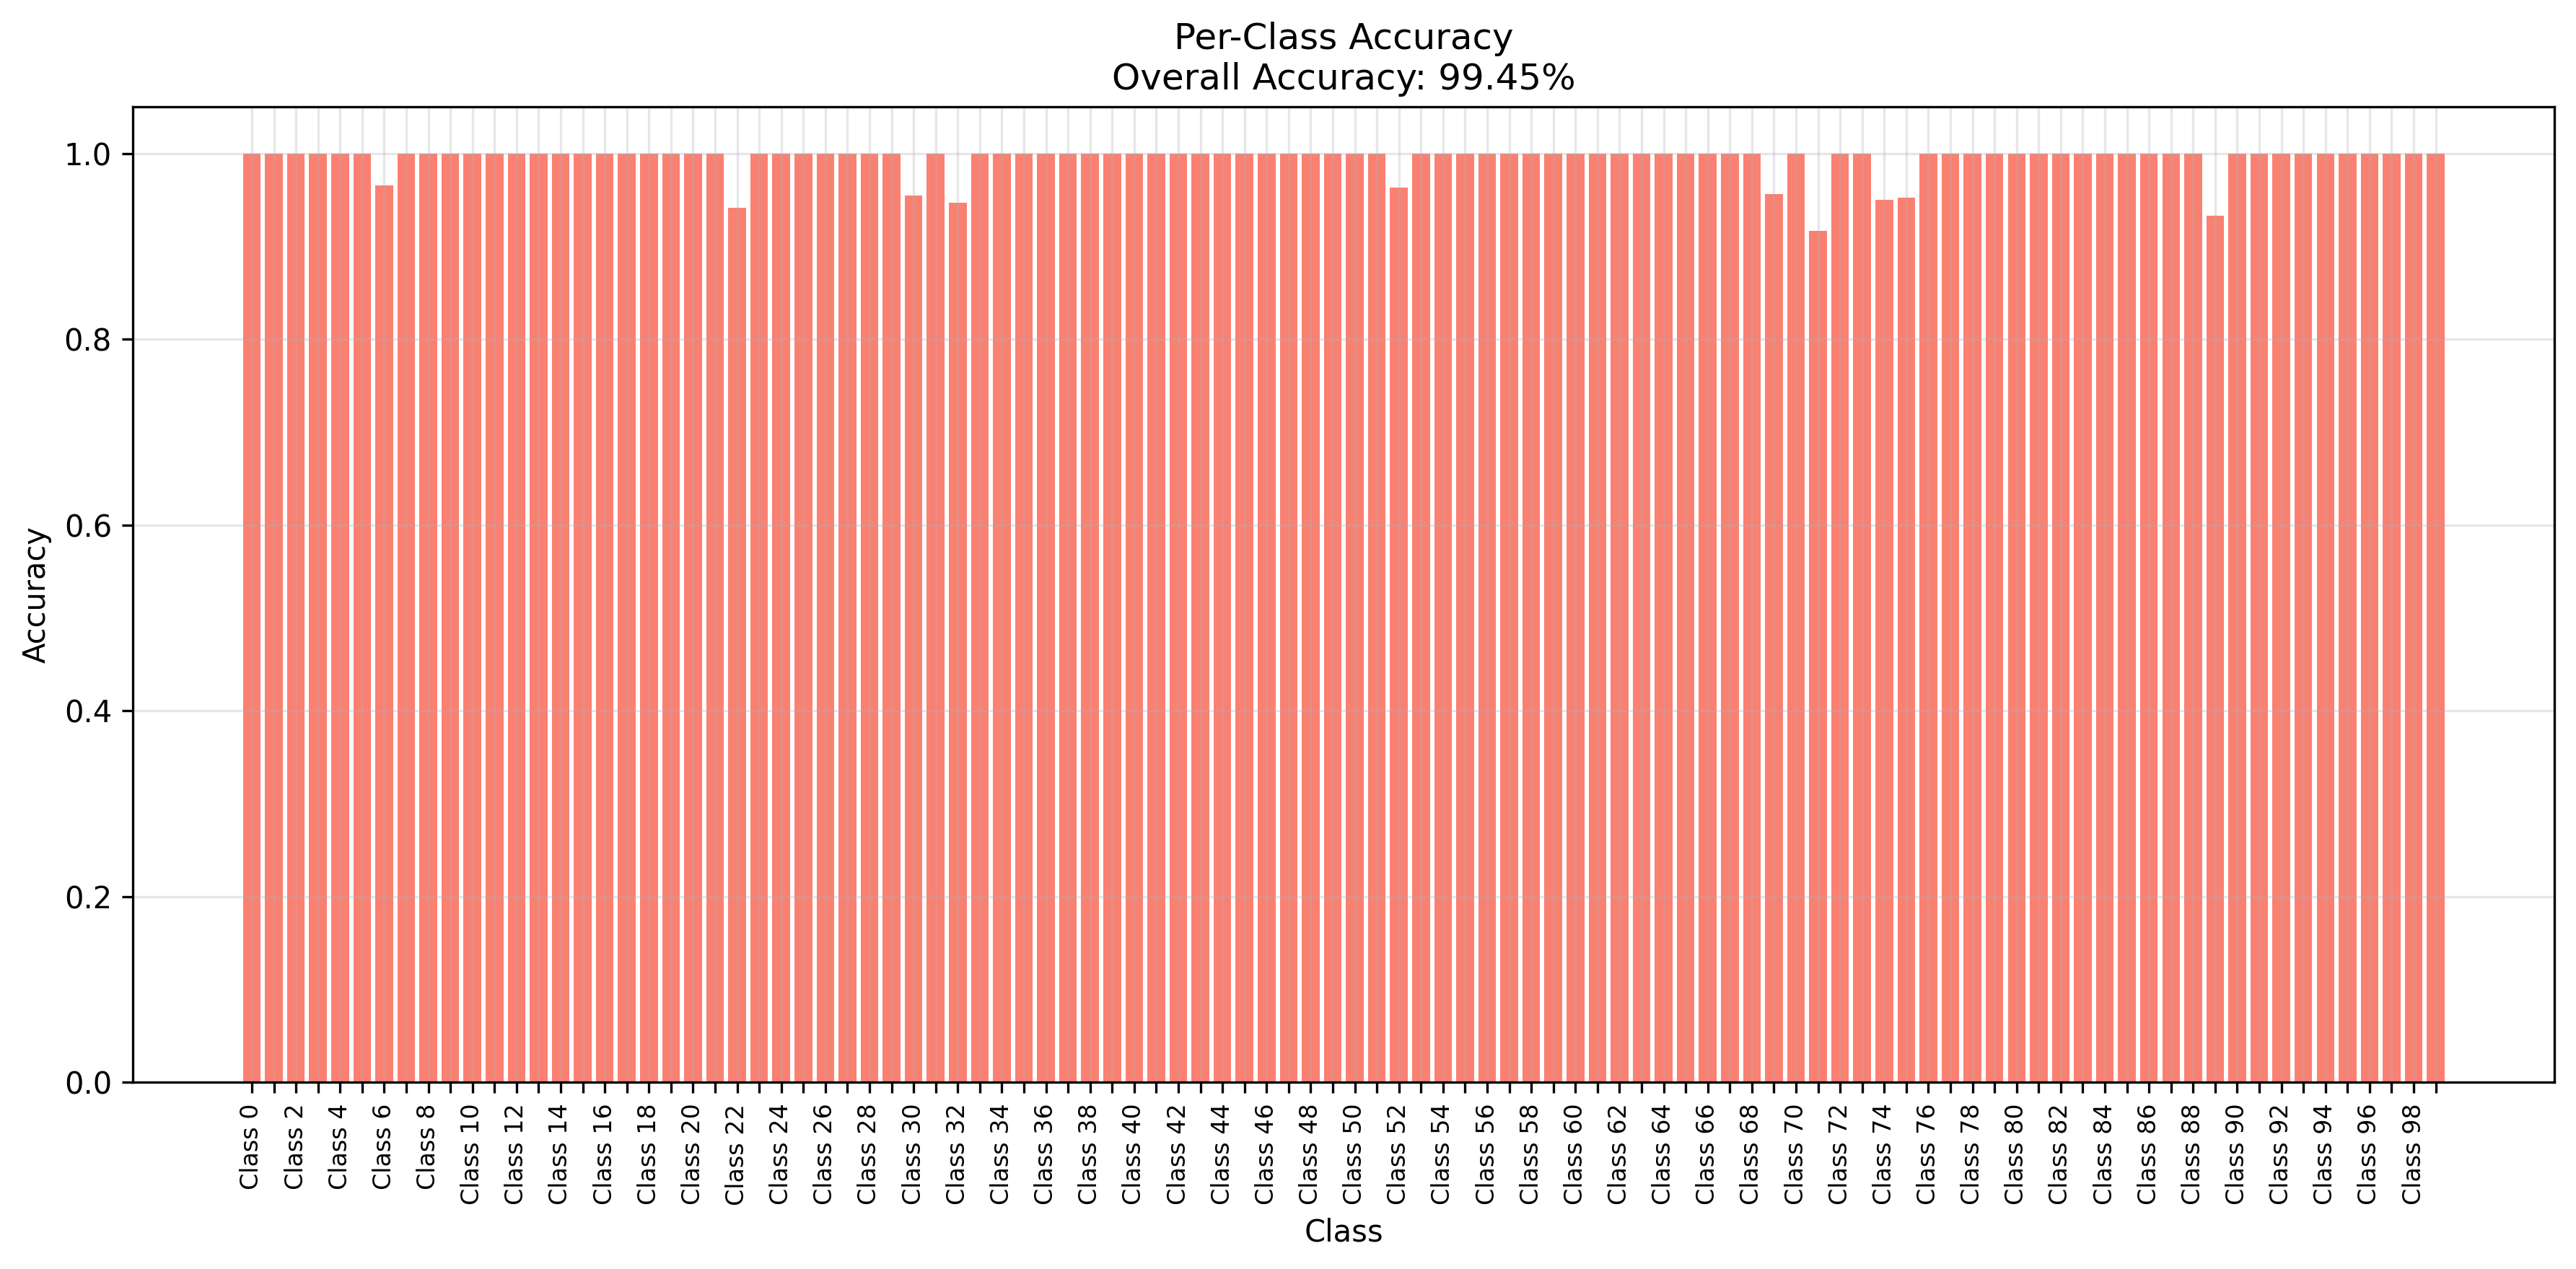 Per-Class Accuracy
Overall Accuracy: 99.45%
Accuracy
1.0
0.8
0.6
0.4
0.2
0.0
Class 0
Class 2
Class 4
Class 6
Class 8
Class 10
Class 12
Class 14
Class 16
Class 18
Class 20
Class 22
Class 24
Class 26
Class 28
Class 30
Class 32
Class 34
Class 36
Class 38
Class 40
Class 42
Class 44
Class 46
Class 48
Class 50
Class 52
Class 54
Class 56
Class 58
Class 60
Class 62
Class 64
Class 66
Class 68
Class 70
Class 72
Class 74
Class 76
Class 78
Class 80
Class 82
Class 84
Class 86
Class 88
Class 90
Class 92
Class 94
Class 96
Class 98
Class